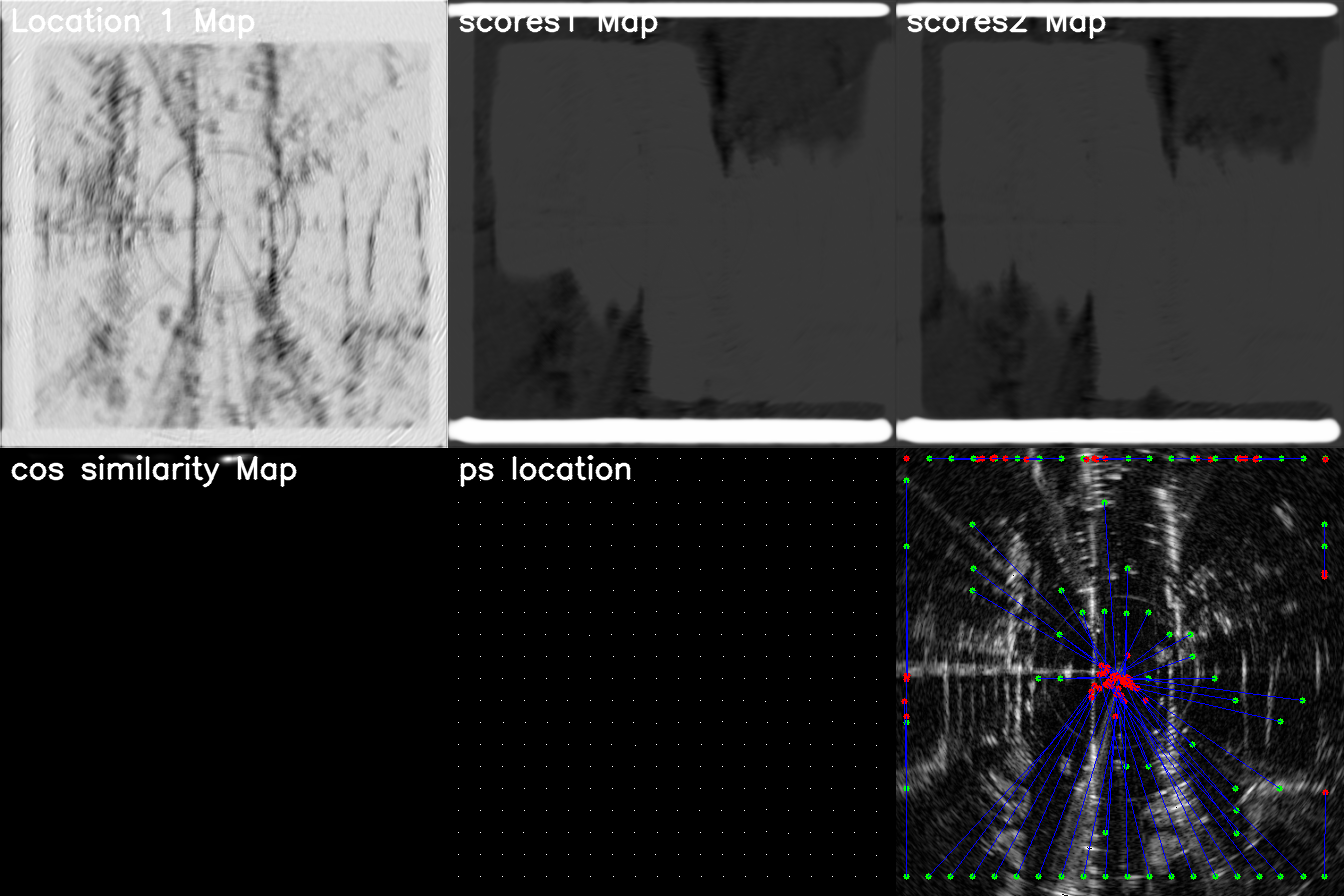 Location 1 Map
scores1 Map
scores2 Map
cos similarity Map
ps location